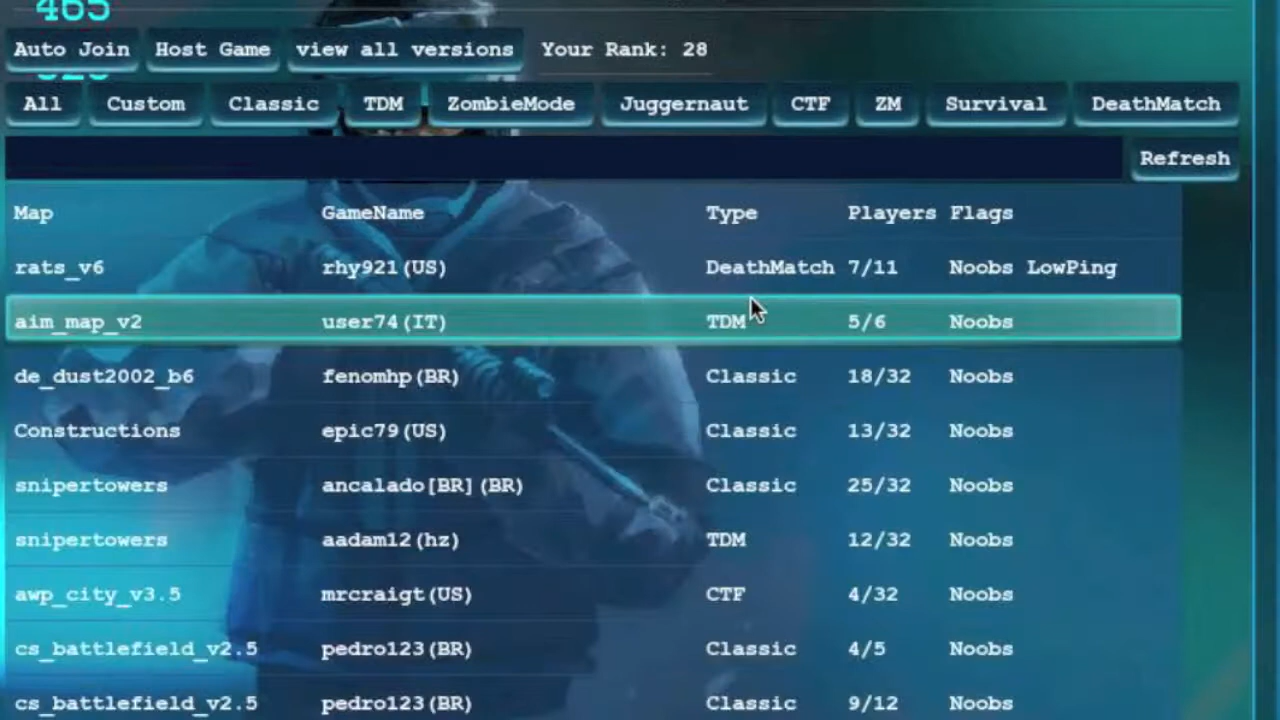 465
Auto Join Host Game view all versions Your Rank: 28
All Custom Classic TDM ZombieMode Juggernaut CTF ZM Survival DeathMatch
Refresh
Map GameName Type Players Flags
rats_v6 rhy921(US) DeathMatch 7/11 Noobs LowPing
aim_map_v2 user74(IT) TDM 5/6 Noobs
de_dust2002_b6 fenomhp(BR) Classic 18/32 Noobs
Constructions epic79(US) Classic 13/32 Noobs
snipertowers ancalado[BR](BR) Classic 25/32 Noobs
snipertowers aadam12(hz) TDM 12/32 Noobs
awp_city_v3.5 mrcraigt(US) CTF 4/32 Noobs
cs_battlefield_v2.5 pedro123(BR) Classic 4/5 Noobs
cs_battlefield_v2.5 pedro123(BR) Classic 9/12 Noobs